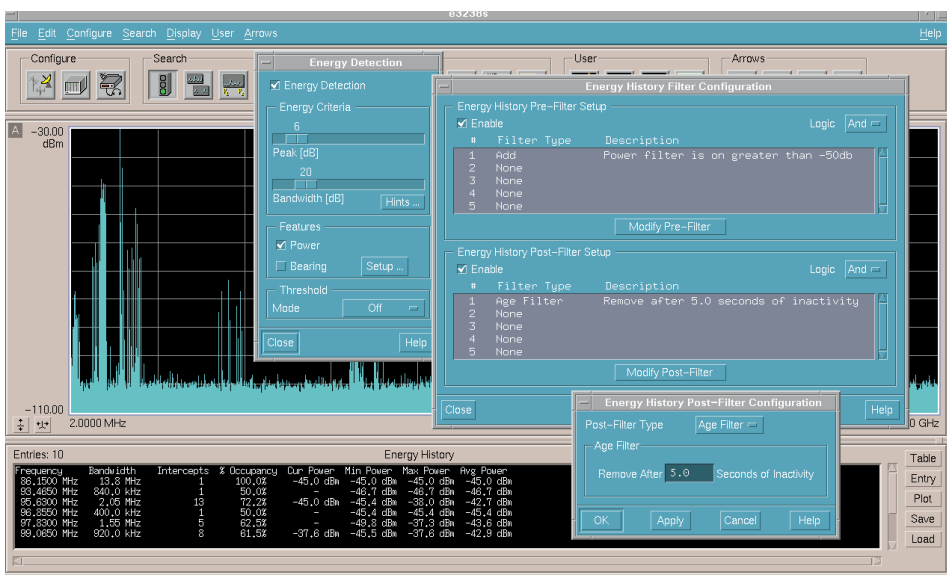 e3238s
File Edit Configure Search Display User Arrows Help
Configure Search User Arrows
Energy Detection
Energy Detection
Energy Criteria
6
Peak [dB]
20
Bandwidth [dB] Hints ...
Features
Power
Bearing Setup ...
Threshold
Mode Off
Close Help
Energy History Filter Configuration
Energy History Pre-Filter Setup
Enable Logic And
# Filter Type Description
1 Add Power filter is on greater than -50db
2 None
3 None
4 None
5 None
Modify Pre-Filter
Energy History Post-Filter Setup
Enable Logic And
# Filter Type Description
1 Age Filter Remove after 5.0 seconds of inactivity
2 None
3 None
4 None
5 None
Modify Post-Filter
Close Help
Energy History Post-Filter Configuration
Post-Filter Type Age Filter
Age Filter
Remove After 5.0 Seconds of Inactivity
OK Apply Cancel Help
A -30.00
dBm
-110.00
2.0000 MHz
0 GHz
Entries: 10 Energy History
Frequency Bandwidth Intercepts % Occupancy Cur Power Min Power Max Power Avg Power
86.1500 MHz 13.8 MHz 1 100.0% -45.0 dBm -45.0 dBm -45.0 dBm -45.0 dBm
93.4650 MHz 840.0 kHz 1 50.0% - -46.7 dBm -46.7 dBm -46.7 dBm
95.6300 MHz 2.05 MHz 13 72.2% -45.0 dBm -45.4 dBm -38.0 dBm -42.7 dBm
96.8550 MHz 400.0 kHz 1 50.0% - -45.4 dBm -45.4 dBm -45.4 dBm
97.8300 MHz 1.55 MHz 5 62.5% - -49.8 dBm -37.3 dBm -43.6 dBm
99.0650 MHz 920.0 kHz 8 61.5% -37.6 dBm -45.5 dBm -37.6 dBm -42.9 dBm
Table
Entry
Plot
Save
Load